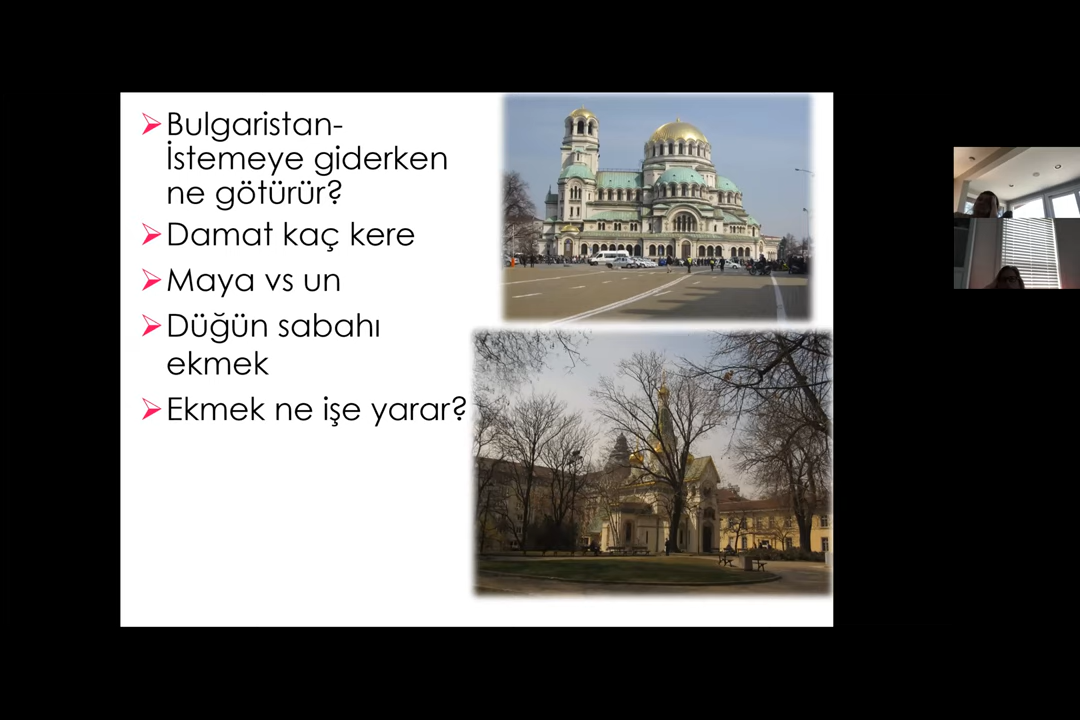 Bulgaristan-
İstemeye giderken
ne götürür?
Damat kaç kere
Maya vs un
Düğün sabahı
ekmek
Ekmek ne işe yarar?